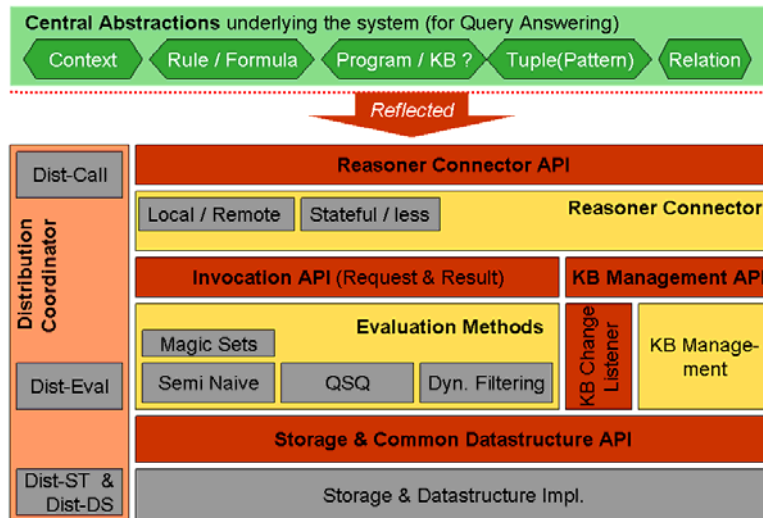 Central Abstractions underlying the system (for Query Answering)
Context
Rule / Formula
Program / KB ?
Tuple(Pattern)
Relation
Reflected
Distribution
Coordinator
Dist-Call
Reasoner Connector API
Local / Remote
Stateful / less
Reasoner Connector
Invocation API (Request & Result)
KB Management API
Evaluation Methods
Magic Sets
Dist-Eval
Semi Naive
QSQ
Dyn. Filtering
KB Change
Listener
KB Manage-
ment
Storage & Common Datastructure API
Dist-ST &
Dist-DS
Storage & Datastructure Impl.